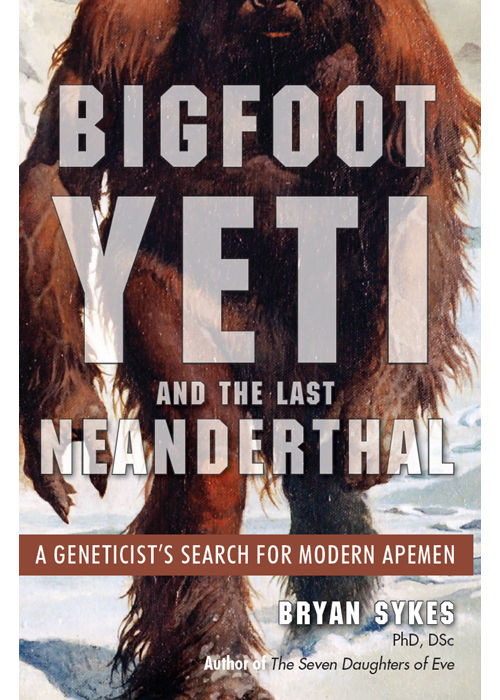 BIGFOOT
YETI
AND THE LAST
NEANDERTHAL
A GENETICIST'S SEARCH FOR MODERN APEMEN
BRYAN SYKES
PhD, DSc
Author of The Seven Daughters of Eve